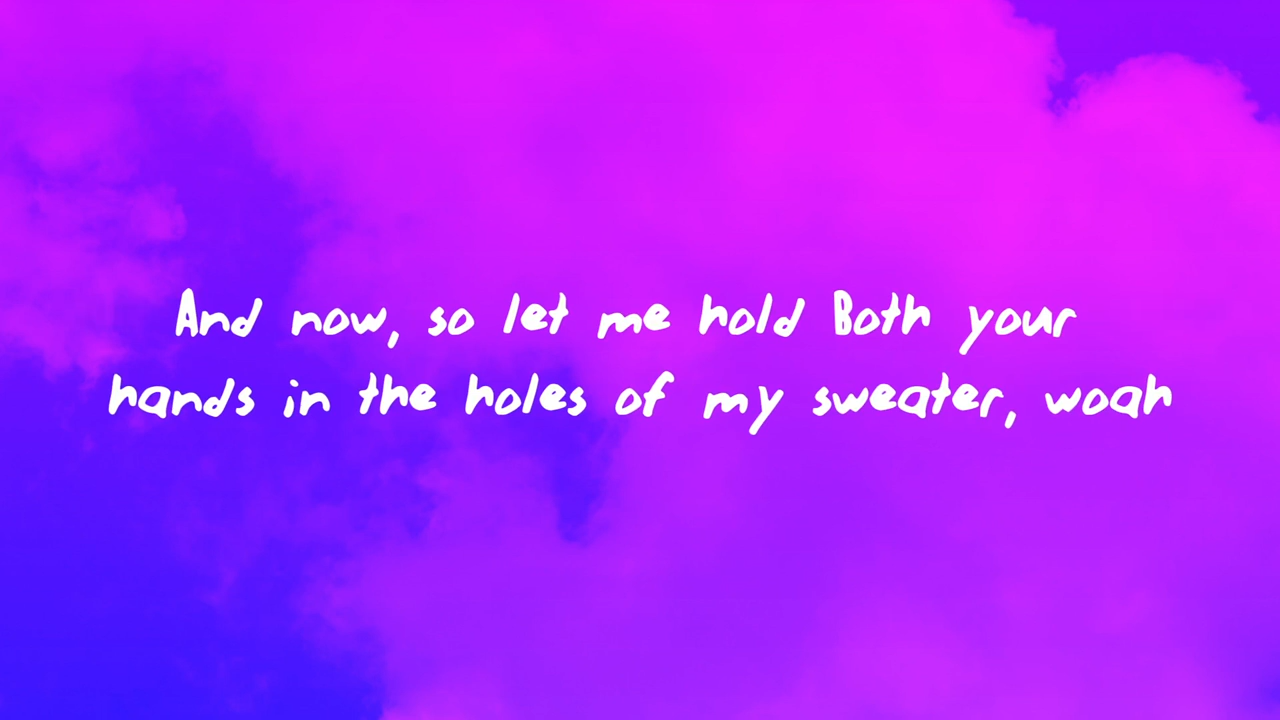 And now, so let me hold Both your
hands in the holes of my sweater, woah